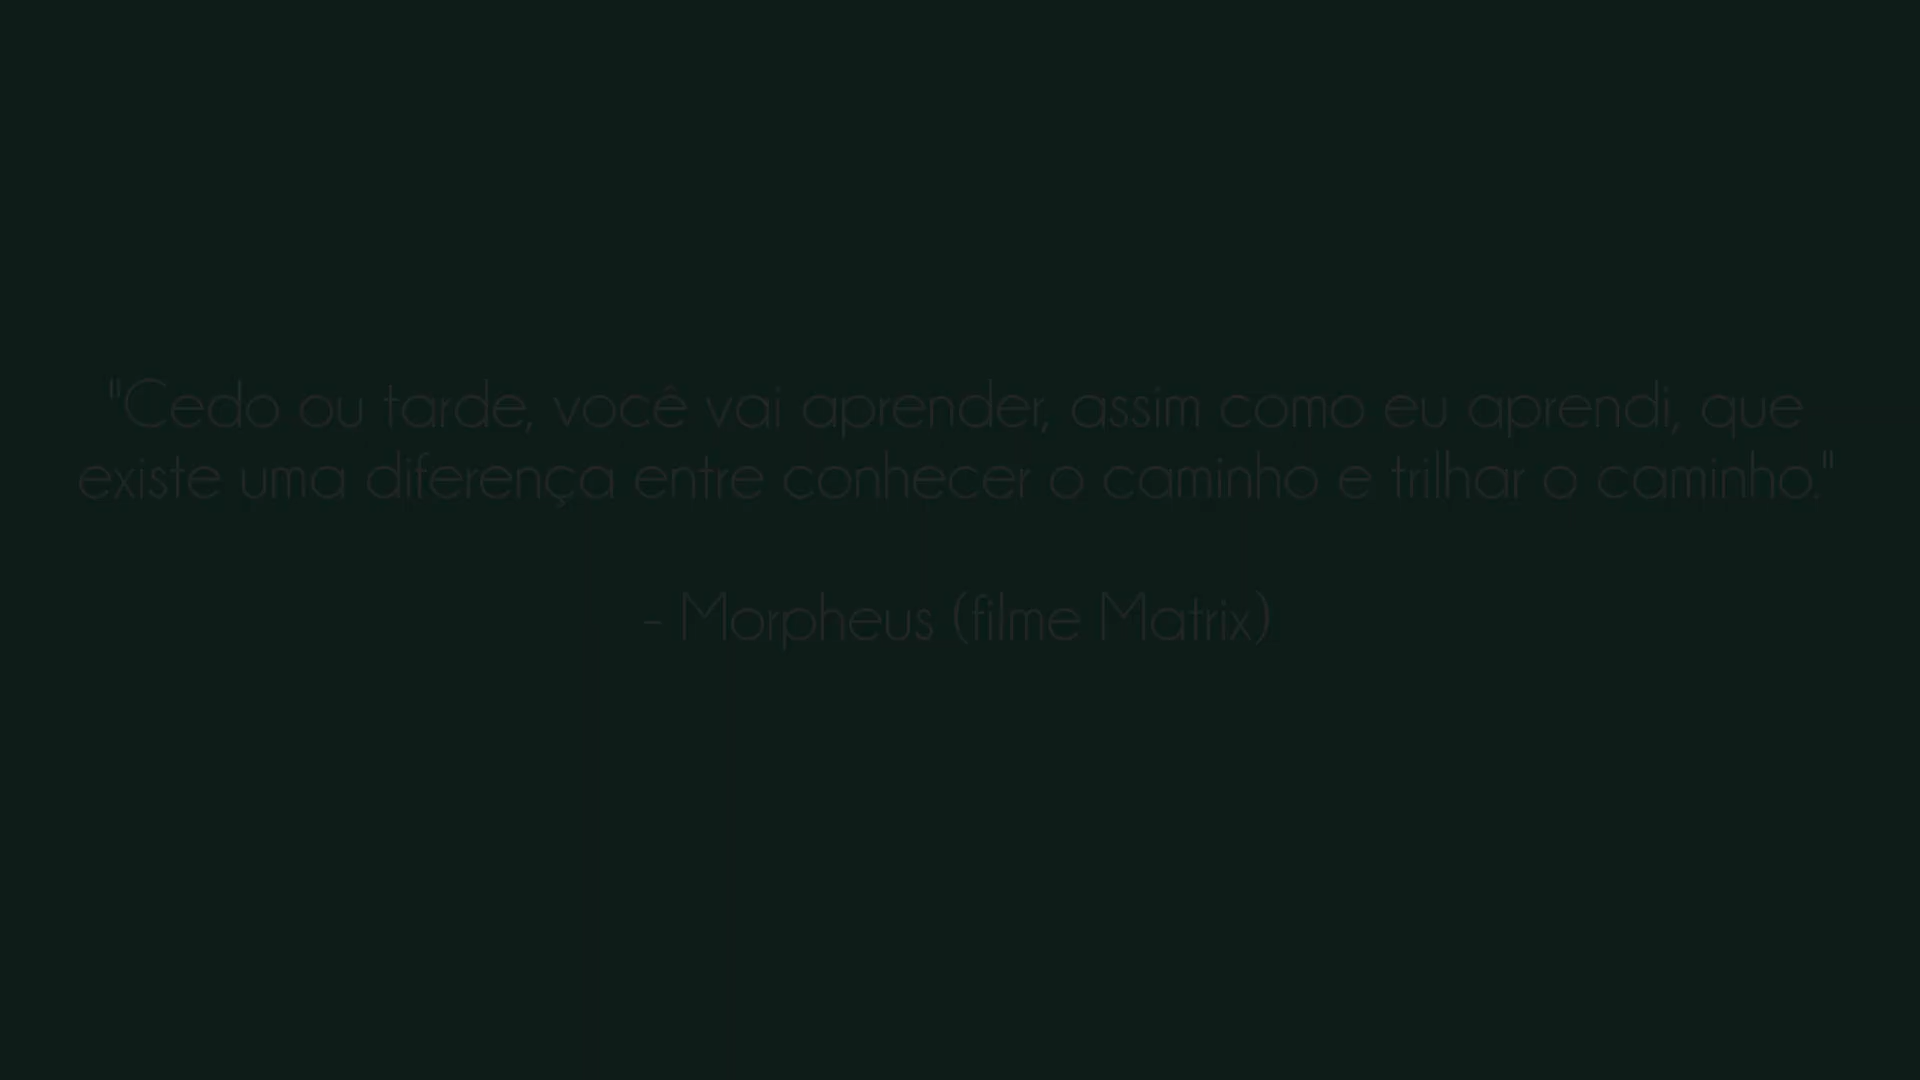 "Cedo ou tarde, você vai aprender, assim como eu aprendi, que
existe uma diferença entre conhecer o caminho e trilhar o caminho."
- Morpheus (filme Matrix)